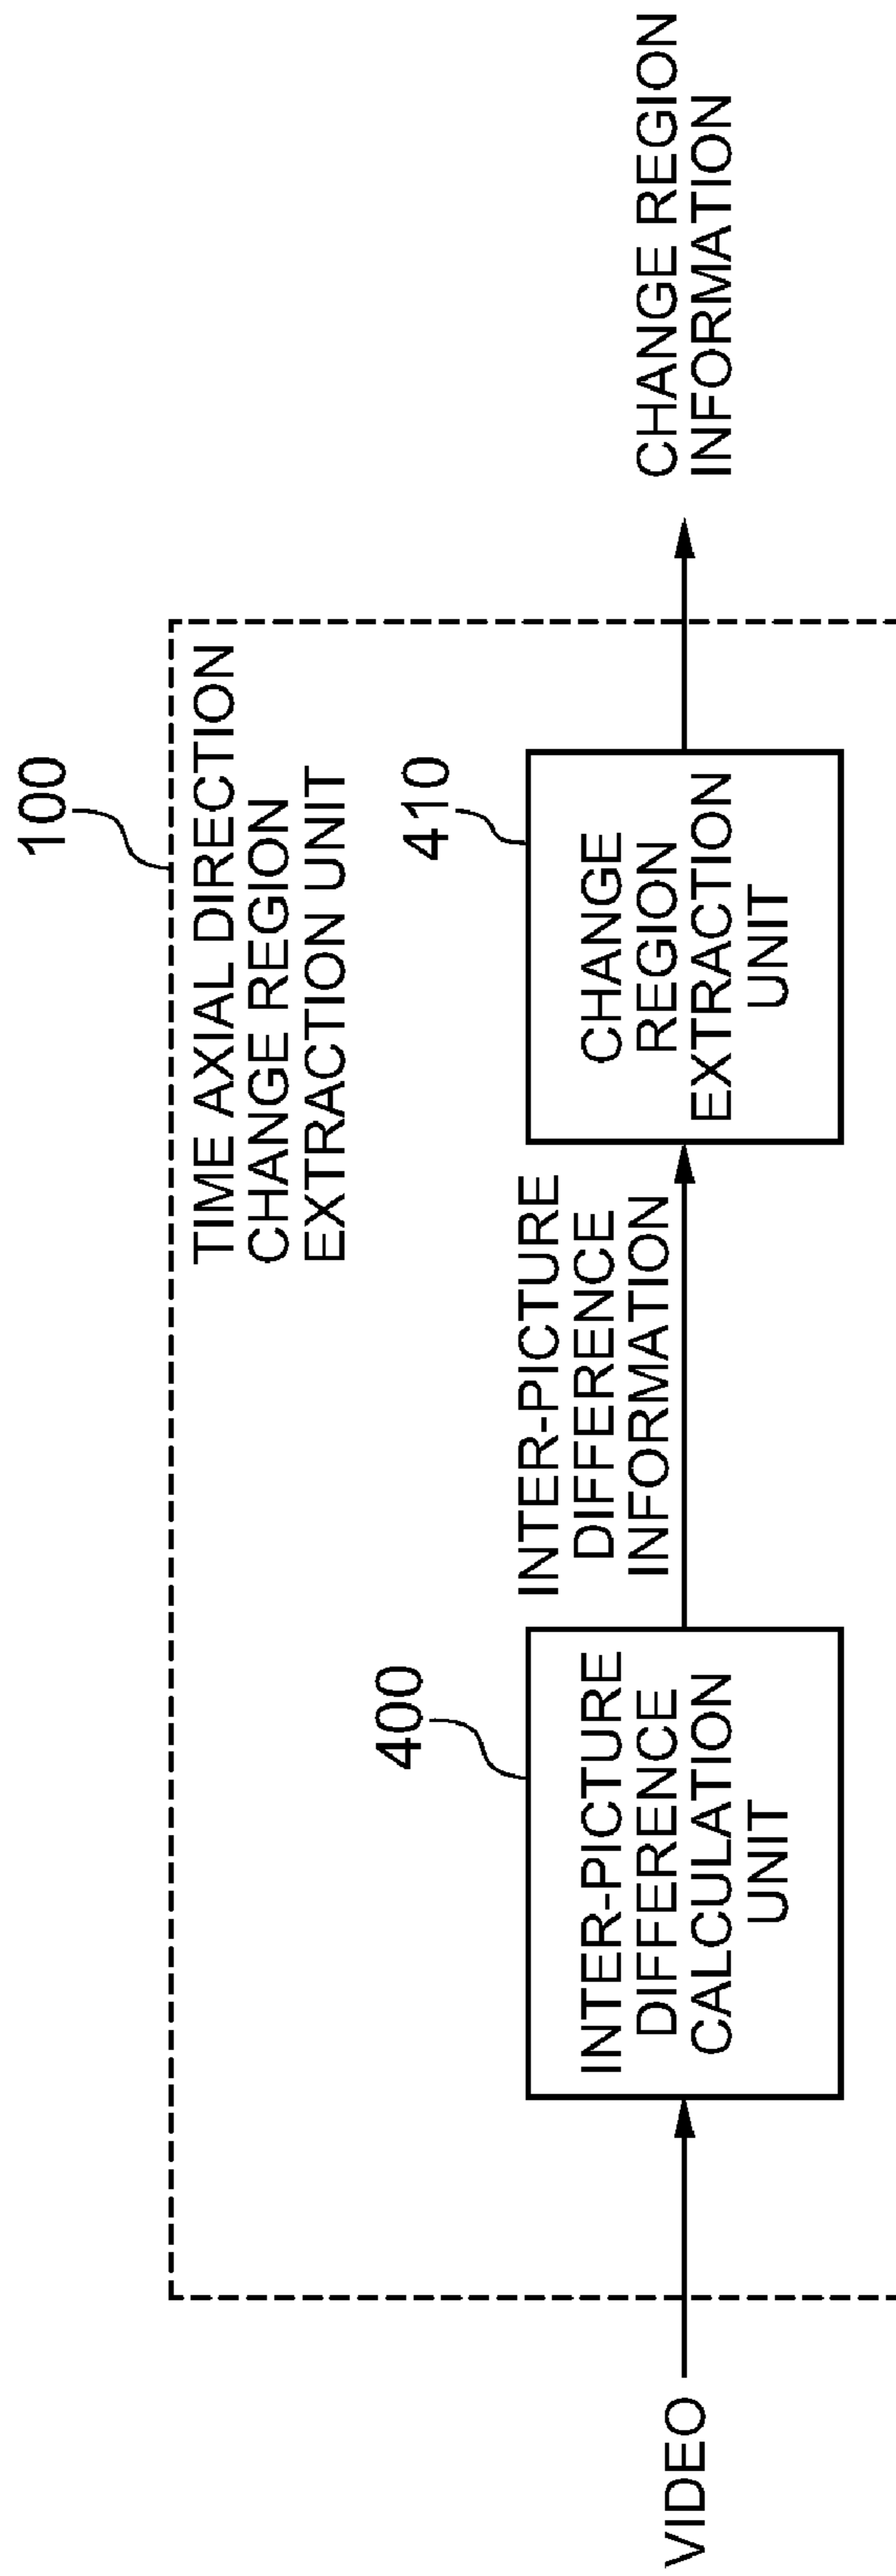 100
TIME AXIAL DIRECTION
CHANGE REGION
EXTRACTION UNIT
VIDEO
400
INTER-PICTURE
DIFFERENCE
CALCULATION
UNIT
INTER-PICTURE
DIFFERENCE
INFORMATION
410
CHANGE
REGION
EXTRACTION
UNIT
CHANGE REGION
INFORMATION